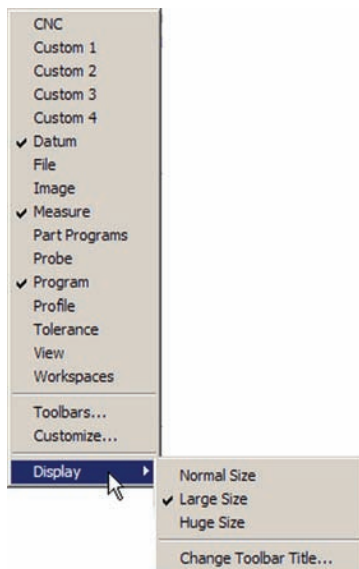 CNC
Custom 1
Custom 2
Custom 3
Custom 4
Datum
File
Image
Measure
Part Programs
Probe
Program
Profile
Tolerance
View
Workspaces
Toolbars...
Customize...
Display
Normal Size
Large Size
Huge Size
Change Toolbar Title...